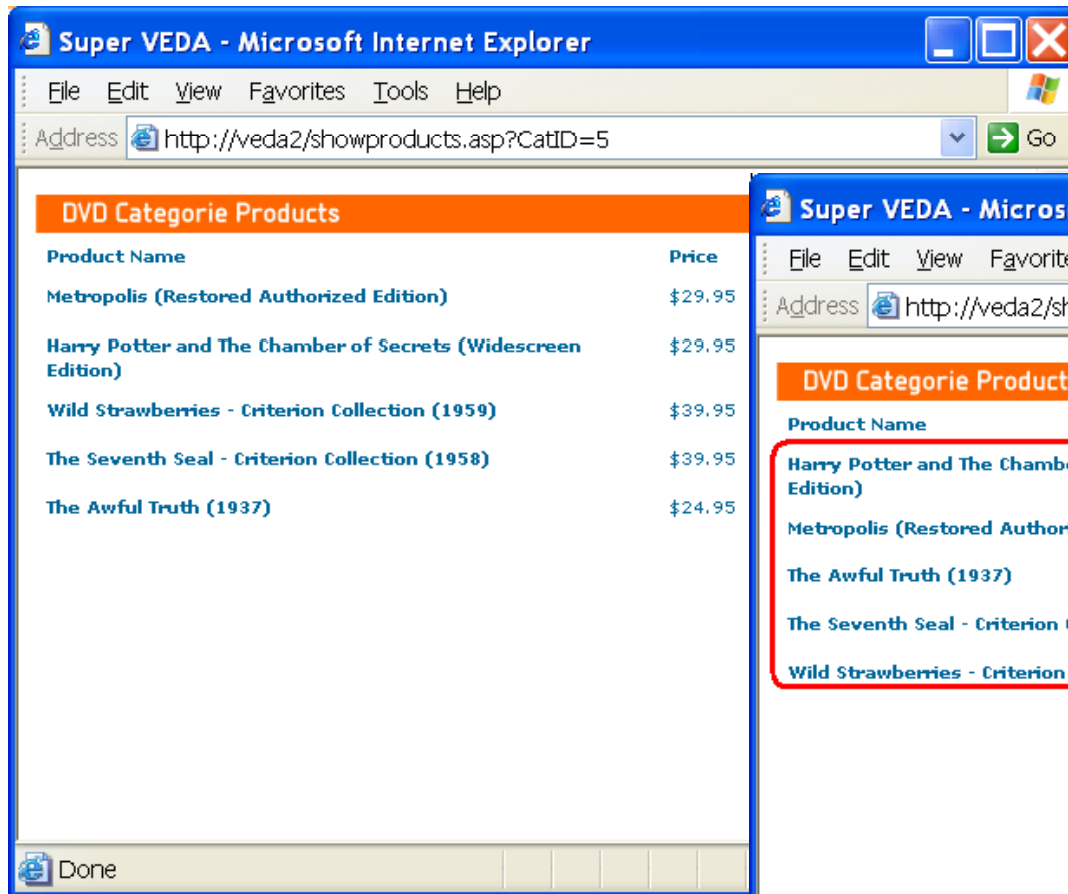 Super VEDA - Microsoft Internet Explorer
File Edit View Favorites Tools Help
Address http://veda2/showproducts.asp?CatID=5 Go
DVD Categorie Products
Product Name Price
Metropolis (Restored Authorized Edition) $29.95
Harry Potter and The Chamber of Secrets (Widescreen $29.95
Edition)
Wild Strawberries - Criterion Collection (1959) $39.95
The Seventh Seal - Criterion Collection (1958) $39.95
The Awful Truth (1937) $24.95
Done
Super VEDA - Micros
File Edit View Favorite
Address http://veda2/sh
DVD Categorie Product
Product Name
Harry Potter and The Chambe
Edition)
Metropolis (Restored Author
The Awful Truth (1937)
The Seventh Seal - Criterion
Wild Strawberries - Criterion